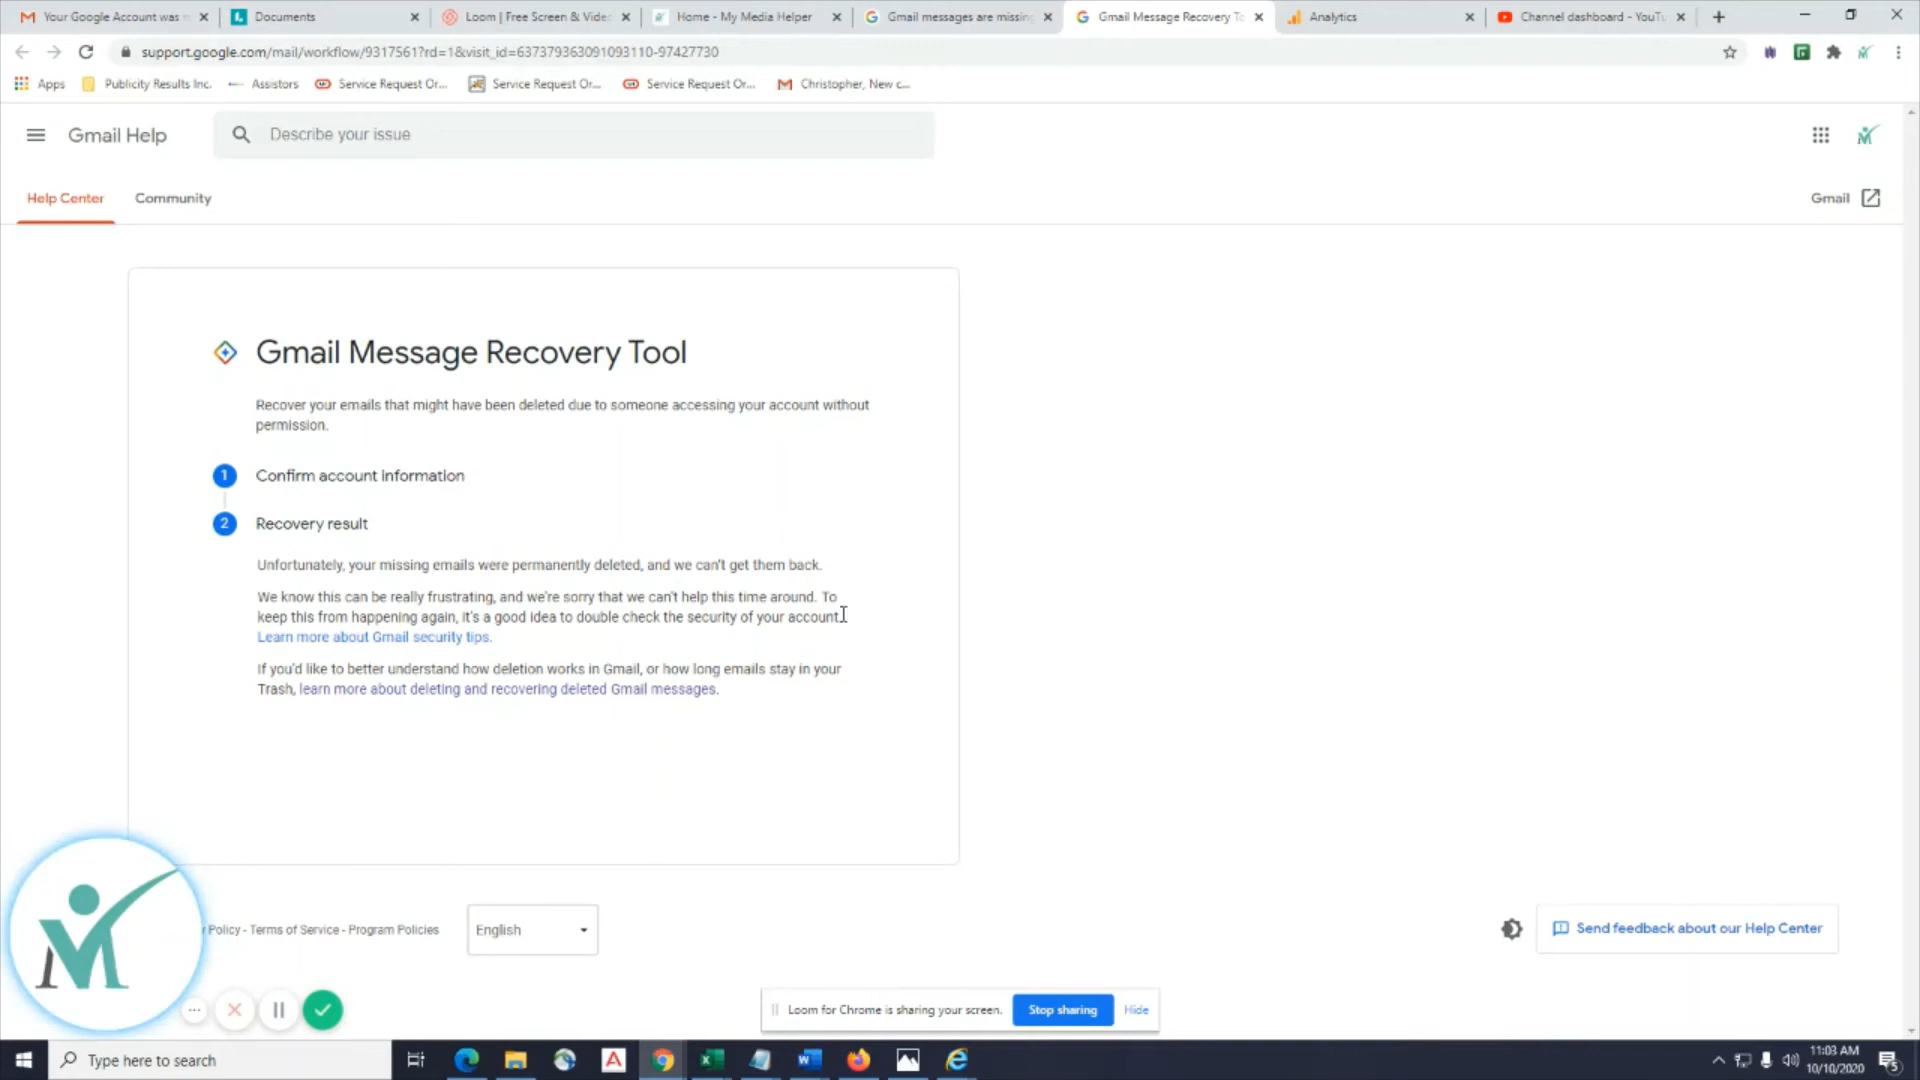 Your Google Account was
Documents
Loom | Free Screen & Vide
Home - My Media Helper
Gmail messages are missing
Gmail Message Recovery To
Analytics
Channel dashboard - YouTu
support.google.com/mail/workflow/9317561?rd=1&visit_id=637379363091093110-97427730
Apps
Publicity Results Inc.
Assistors
Service Request Or...
Service Request Or...
Service Request Or...
Christopher, New c...
Gmail Help
Describe your issue
Help Center
Community
Gmail
Gmail Message Recovery Tool
Recover your emails that might have been deleted due to someone accessing your account without
permission.
1 Confirm account information
2 Recovery result
Unfortunately, your missing emails were permanently deleted, and we can't get them back.
We know this can be really frustrating, and we're sorry that we can't help this time around. To
keep this from happening again, it's a good idea to double check the security of your account.
Learn more about Gmail security tips.
If you'd like to better understand how deletion works in Gmail, or how long emails stay in your
Trash, learn more about deleting and recovering deleted Gmail messages.
Policy - Terms of Service - Program Policies
English
Send feedback about our Help Center
Loom for Chrome is sharing your screen.
Stop sharing
Hide
Type here to search
11:03 AM
10/10/2020
5